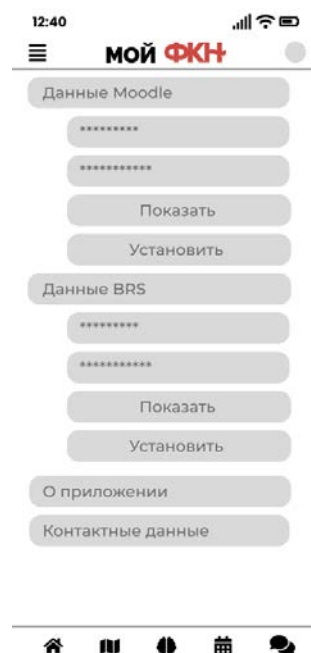 12:40
мой ФКН
Данные Moodle
*********
***********
Показать
Установить
Данные BRS
*********
***********
Показать
Установить
О приложении
Контактные данные